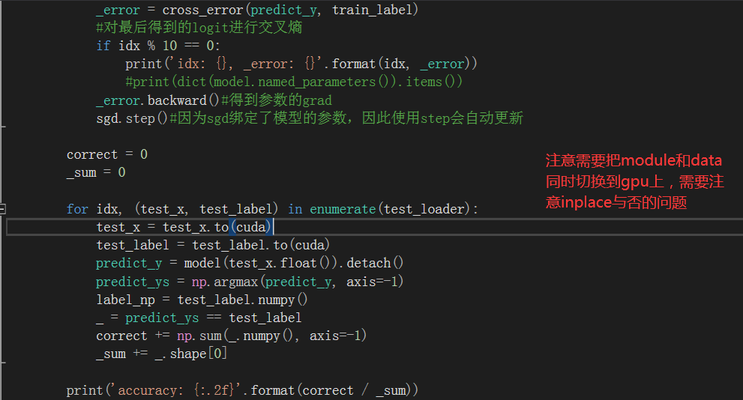 _error = cross_error(predict_y, train_label)
#对最后得到的logit进行交叉熵
if idx % 10 == 0:
print('idx: {}, _error: {}'.format(idx, _error))
#print(dict(model.named_parameters()).items())
_error.backward()#得到参数的grad
sgd.step()#因为sgd绑定了模型的参数，因此使用step会自动更新
correct = 0
_sum = 0
for idx, (test_x, test_label) in enumerate(test_loader):
test_x = test_x.to(cuda)
test_label = test_label.to(cuda)
predict_y = model(test_x.float()).detach()
predict_ys = np.argmax(predict_y, axis=-1)
label_np = test_label.numpy()
_ = predict_ys == test_label
correct += np.sum(_.numpy(), axis=-1)
_sum += _.shape[0]
print('accuracy: {:.2f}'.format(correct / _sum))
注意需要把module和data
同时切换到gpu上，需要注
意inplace与否的问题